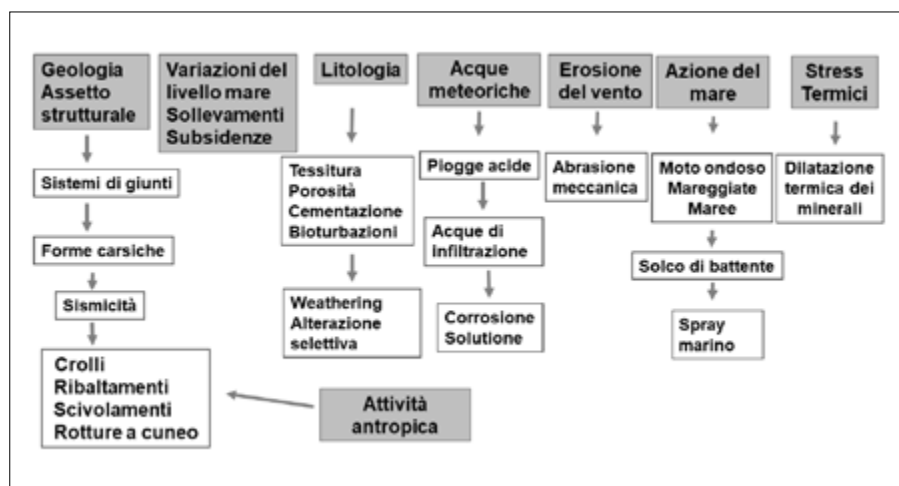 Geologia
Assetto
strutturale
Variazioni del
livello mare
Sollevamenti
Subsidenze
Litologia
Acque
meteoriche
Erosione
del vento
Azione del
mare
Stress
Termici
Sistemi di giunti
Forme carsiche
Sismicità
Crolli
Ribaltamenti
Scivolamenti
Rotture a cuneo
Tessitura
Porosità
Cementazione
Bioturbazioni
Weathering
Alterazione
selettiva
Piogge acide
Acque di
infiltrazione
Corrosione
Solutione
Abrasione
meccanica
Moto ondoso
Mareggiate
Maree
Solco di battente
Spray
marino
Dilatazione
termica dei
minerali
Attività
antropica